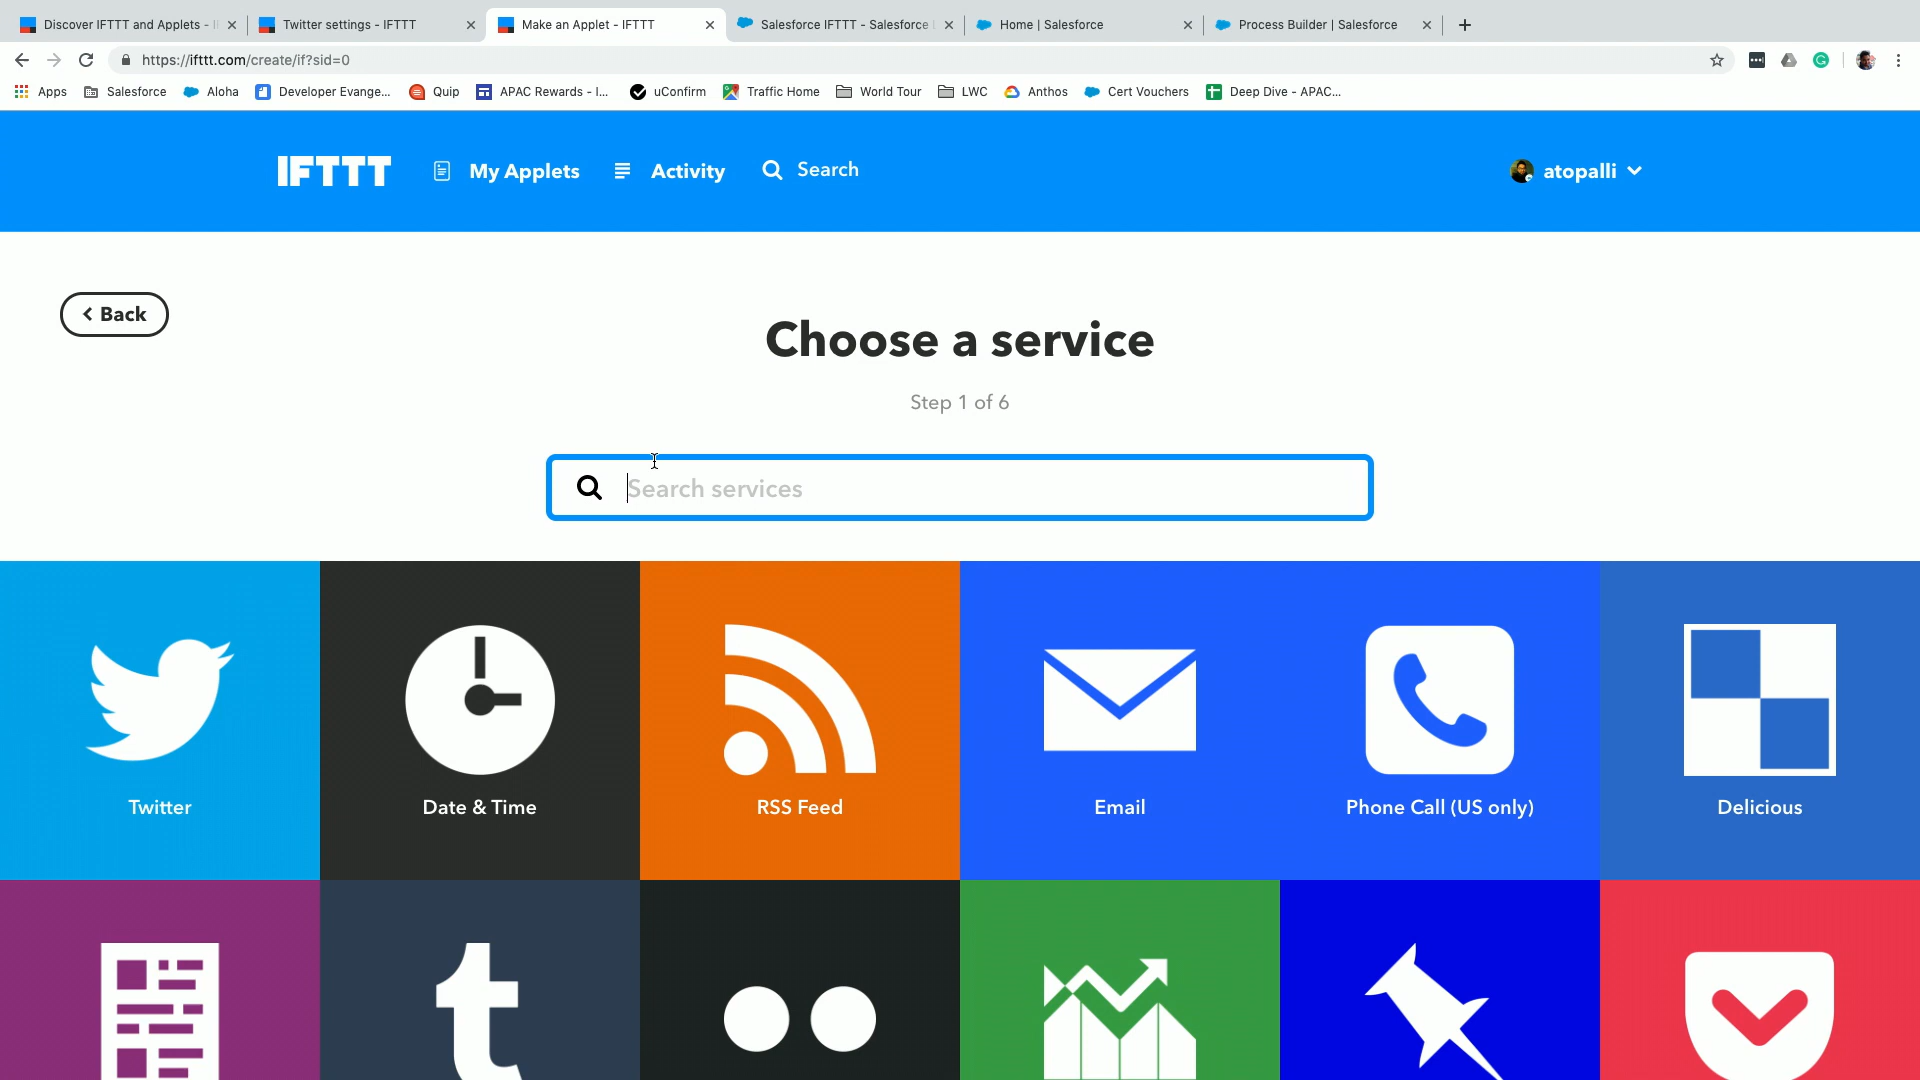 Discover IFTTT and Applets -
Twitter settings - IFTTT
Make an Applet - IFTTT
Salesforce IFTTT - Salesforce
Home | Salesforce
Process Builder | Salesforce
https://ifttt.com/create/if?sid=0
Apps
Salesforce
Aloha
Developer Evange...
Quip
APAC Rewards - I...
uConfirm
Traffic Home
World Tour
LWC
Anthos
Cert Vouchers
Deep Dive - APAC...
IFTTT
My Applets
Activity
Search
atopalli
Back
Choose a service
Step 1 of 6
Search services
Twitter
Date & Time
RSS Feed
Email
Phone Call (US only)
Delicious